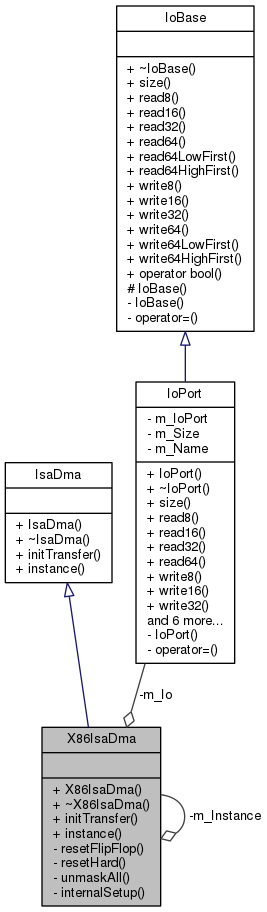 IoBase
+ ~IoBase()
+ size()
+ read8()
+ read16()
+ read32()
+ read64()
+ read64LowFirst()
+ read64HighFirst()
+ write8()
+ write16()
+ write32()
+ write64()
+ write64LowFirst()
+ write64HighFirst()
+ operator bool()
# IoBase()
- IoBase()
- operator=()
IoPort
- m_IoPort
- m_Size
- m_Name
+ IoPort()
+ ~IoPort()
+ size()
+ read8()
+ read16()
+ read32()
+ read64()
+ write8()
+ write16()
+ write32()
and 6 more...
- IoPort()
- operator=()
IsaDma
+ IsaDma()
+ ~IsaDma()
+ initTransfer()
+ instance()
-m_Io
X86IsaDma
+ X86IsaDma()
+ ~X86IsaDma()
+ initTransfer()
+ instance()
- resetFlipFlop()
- resetHard()
- unmaskAll()
- internalSetup()
-m_Instance